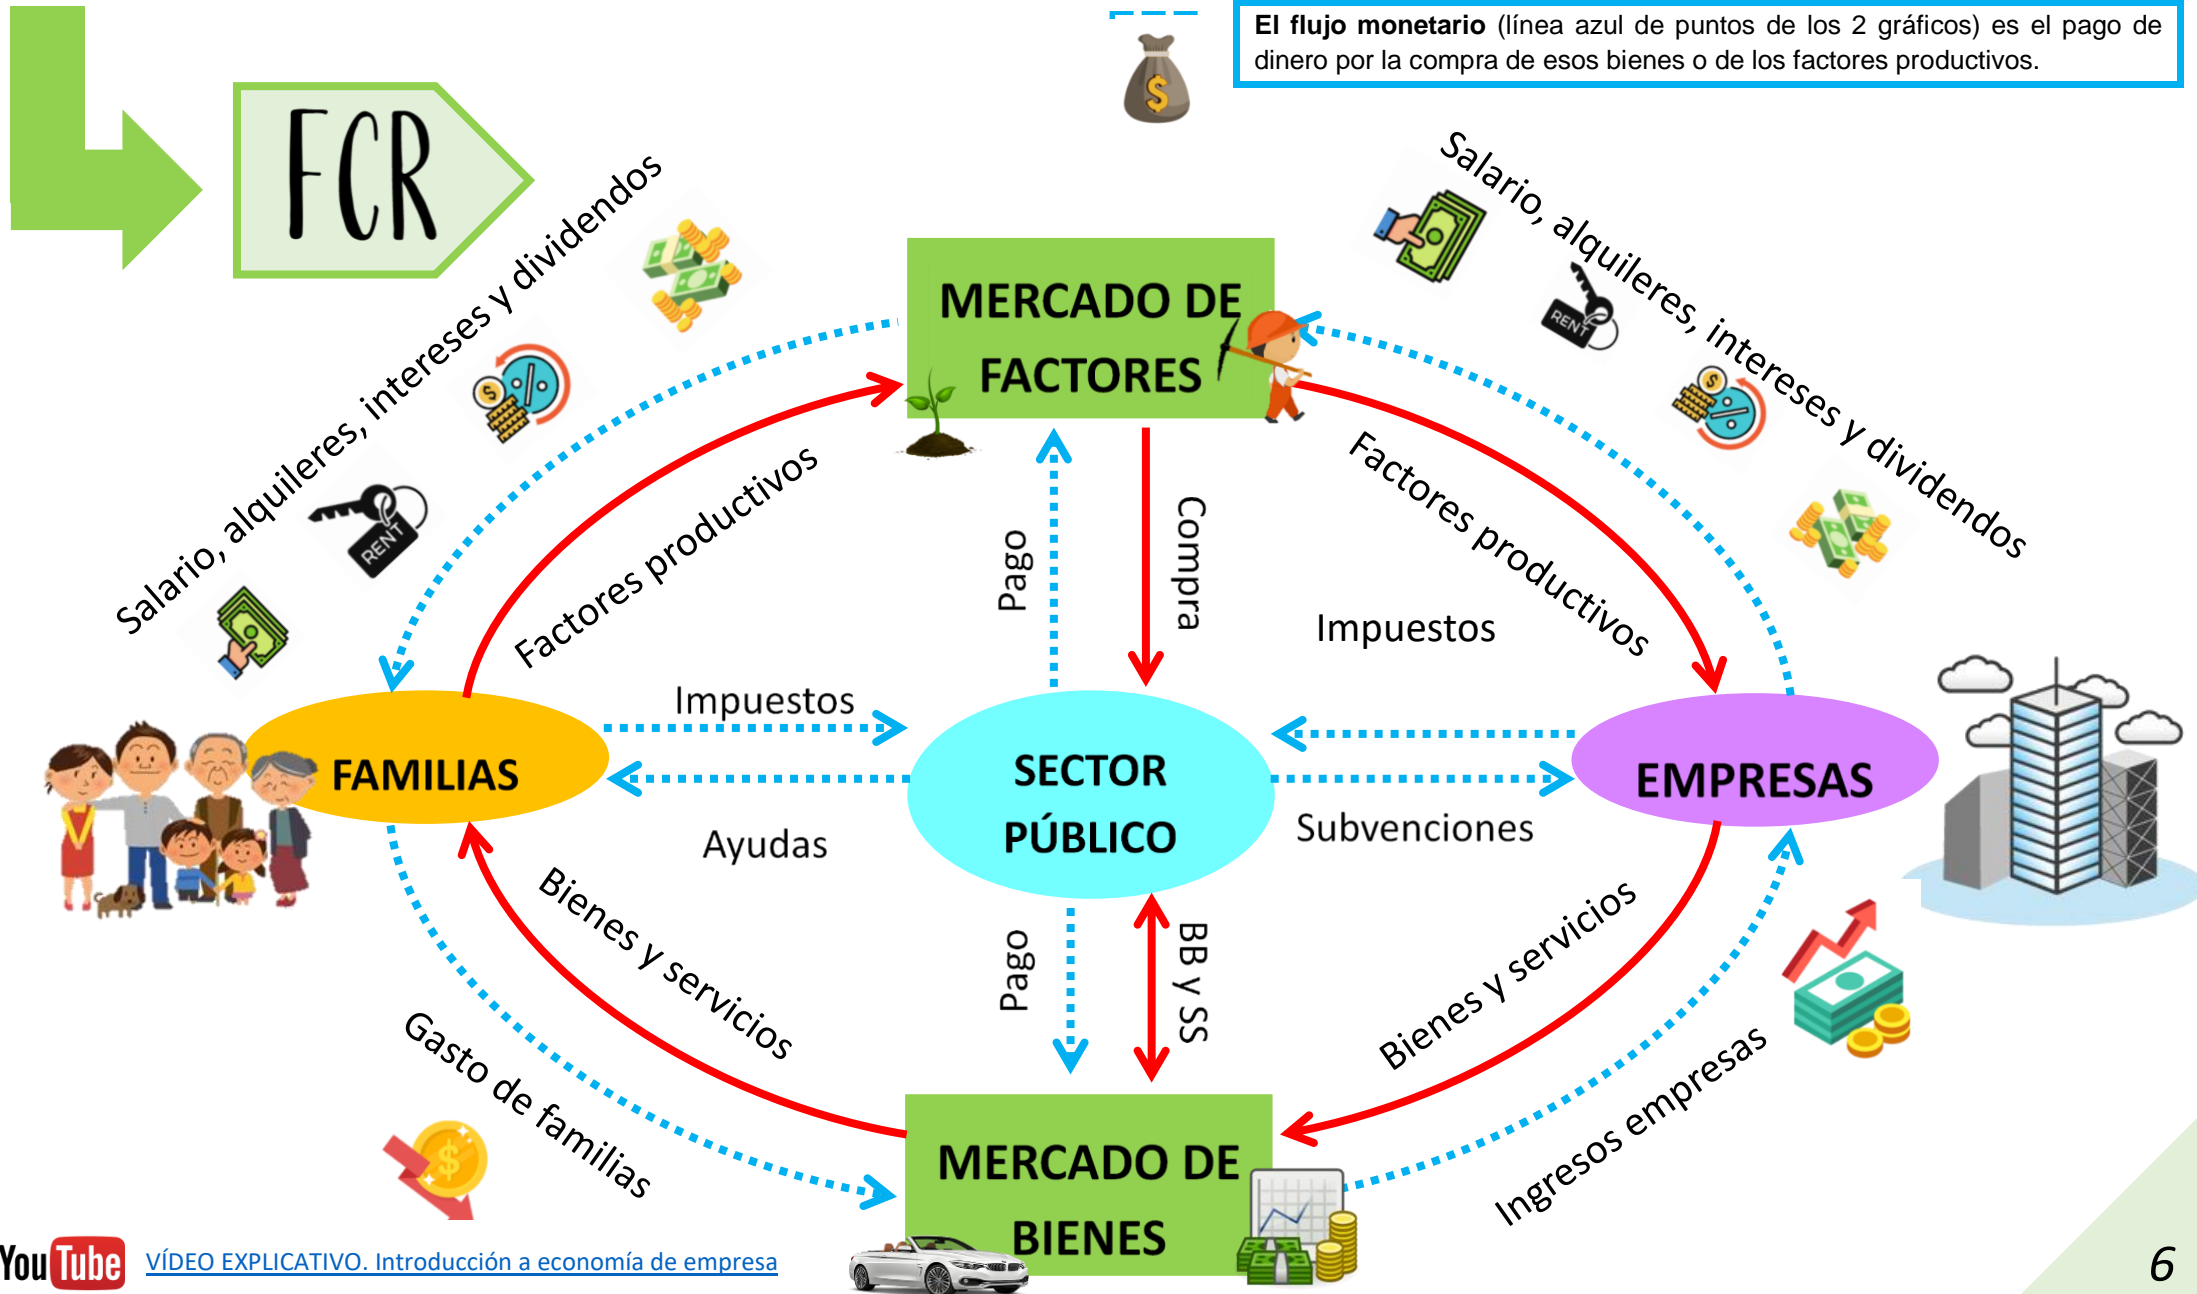 El flujo monetario (línea azul de puntos de los 2 gráficos) es el pago de
dinero por la compra de esos bienes o de los factores productivos.
FCR
Salario, alquileres, intereses y dividendos
Salario, alquileres, intereses y dividendos
RENT
RENT
MERCADO DE
FACTORES
Factores productivos
Factores productivos
Pago
Compra
Impuestos
Impuestos
FAMILIAS
SECTOR
PÚBLICO
EMPRESAS
Ayudas
Subvenciones
Bienes y servicios
Bienes y servicios
Pago
BB y SS
Gasto de familias
Ingresos empresas
MERCADO DE
BIENES
YouTube
VÍDEO EXPLICATIVO. Introducción a economía de empresa
6